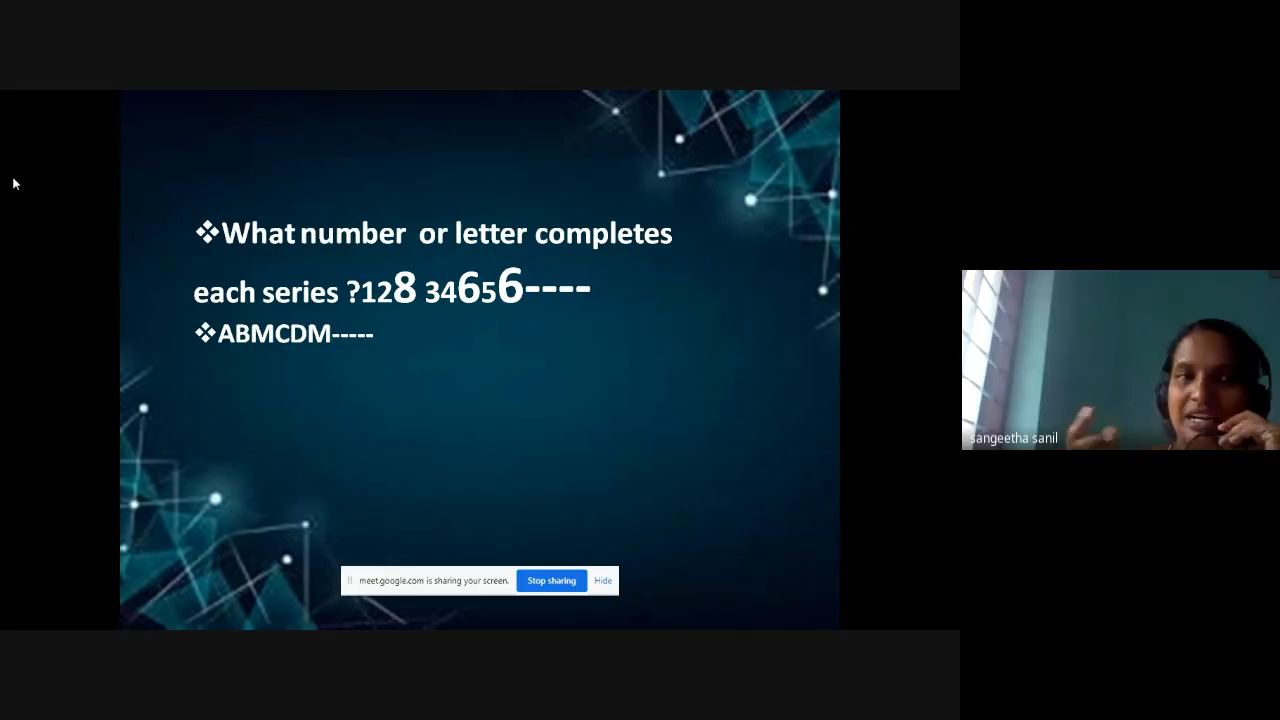 ❖What number or letter completes
each series ?128 34656----
❖ABMCDM-----
sangeetha sanil
meet.google.com is sharing your screen. Stop sharing Hide